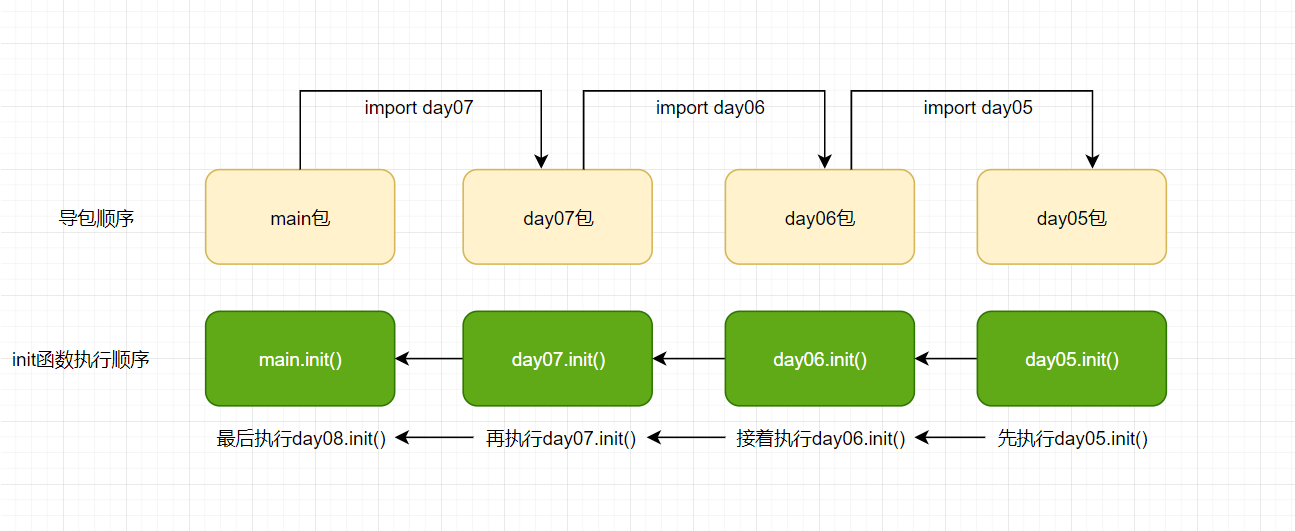 import day07
import day06
import day05
导包顺序
main包
day07包
day06包
day05包
init函数执行顺序
main.init()
day07.init()
day06.init()
day05.init()
最后执行day08.init()
再执行day07.init()
接着执行day06.init()
先执行day05.init()